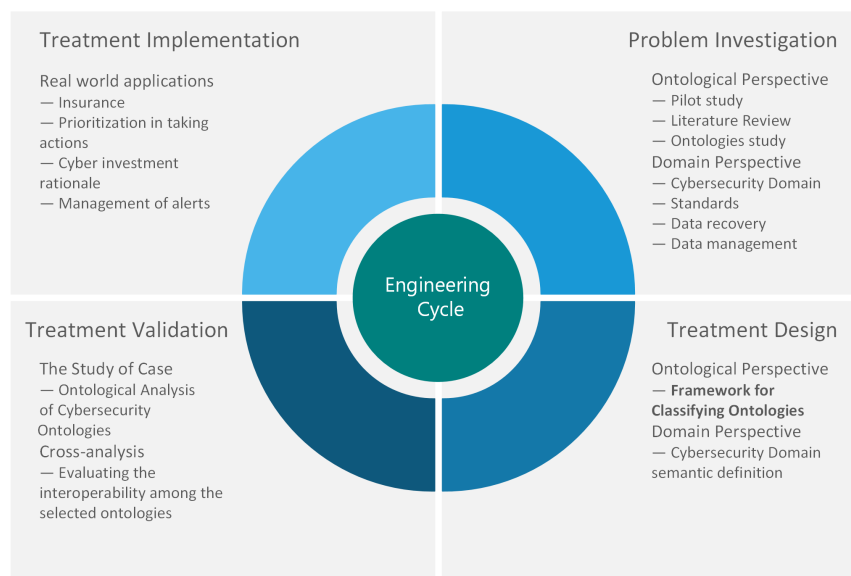 Treatment Implementation
Real world applications
— Insurance
— Prioritization in taking
actions
— Cyber investment
rationale
— Management of alerts
Problem Investigation
Ontological Perspective
— Pilot study
— Literature Review
— Ontologies study
Domain Perspective
— Cybersecurity Domain
— Standards
— Data recovery
— Data management
Engineering
Cycle
Treatment Validation
The Study of Case
— Ontological Analysis
of Cybersecurity
Ontologies
Cross-analysis
— Evaluating the
interoperability among the
selected ontologies
Treatment Design
Ontological Perspective
— Framework for
Classifying Ontologies
Domain Perspective
— Cybersecurity Domain
semantic definition